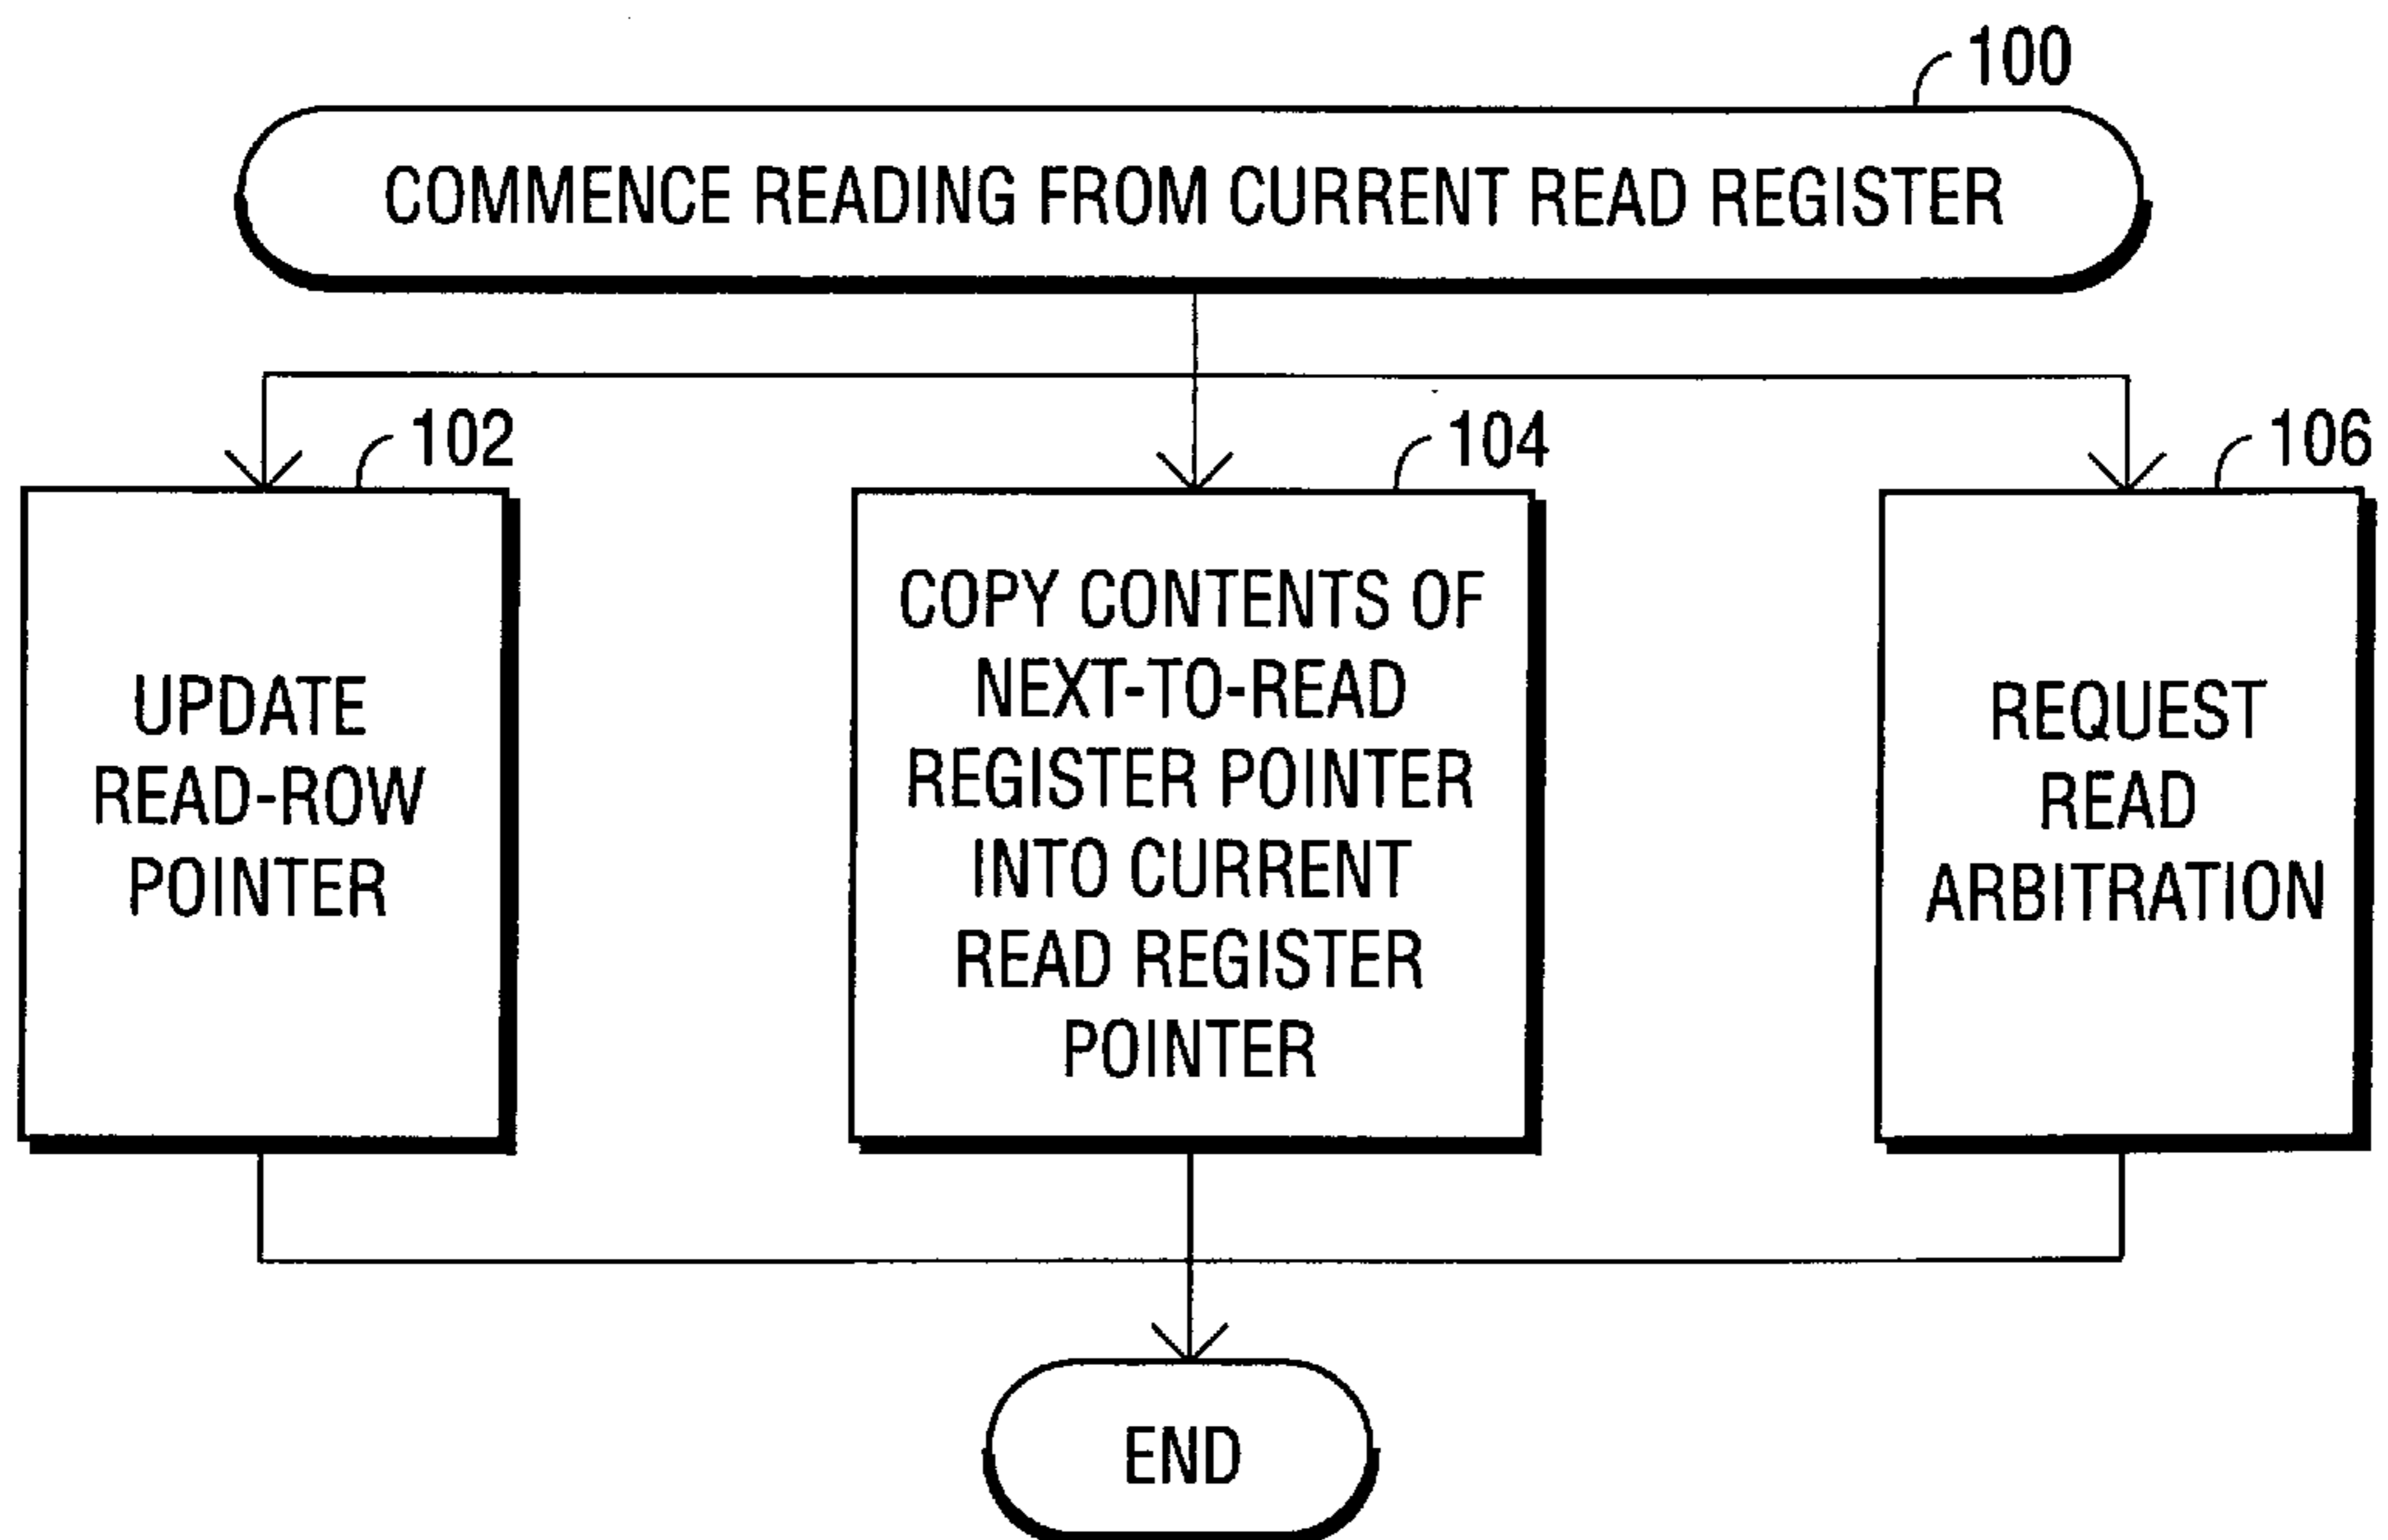 100
COMMENCE READING FROM CURRENT READ REGISTER
102
UPDATE
READ-ROW
POINTER
104
COPY CONTENTS OF
NEXT-TO-READ
REGISTER POINTER
INTO CURRENT
READ REGISTER
POINTER
106
REQUEST
READ
ARBITRATION
END